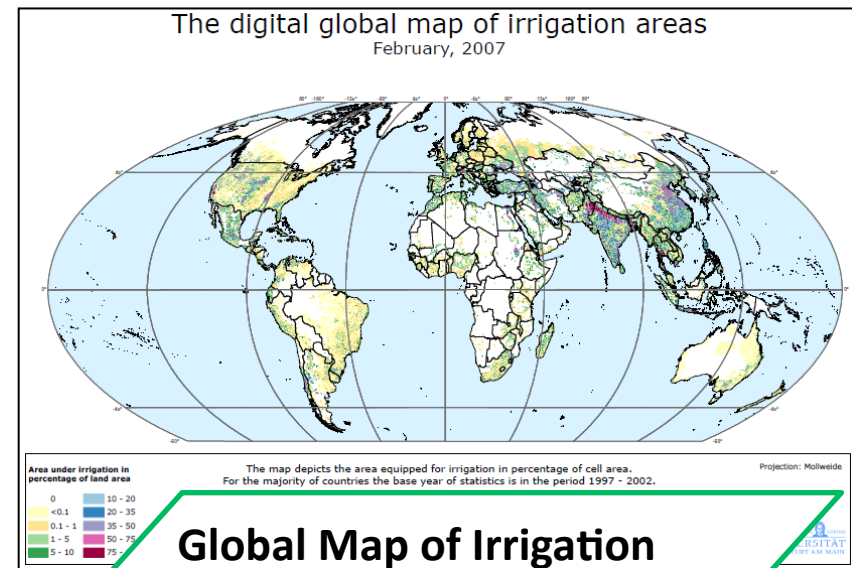 The digital global map of irrigation areas
February, 2007
Area under irrigation in
percentage of land area
0
<0.1
0.1 - 1
1 - 5
5 - 10
10 - 20
20 - 35
35 - 50
50 - 75
75 -
The map depicts the area equipped for irrigation in percentage of cell area.
For the majority of countries the base year of statistics is in the period 1997 - 2002.
Projection: Mollweide
Global Map of Irrigation